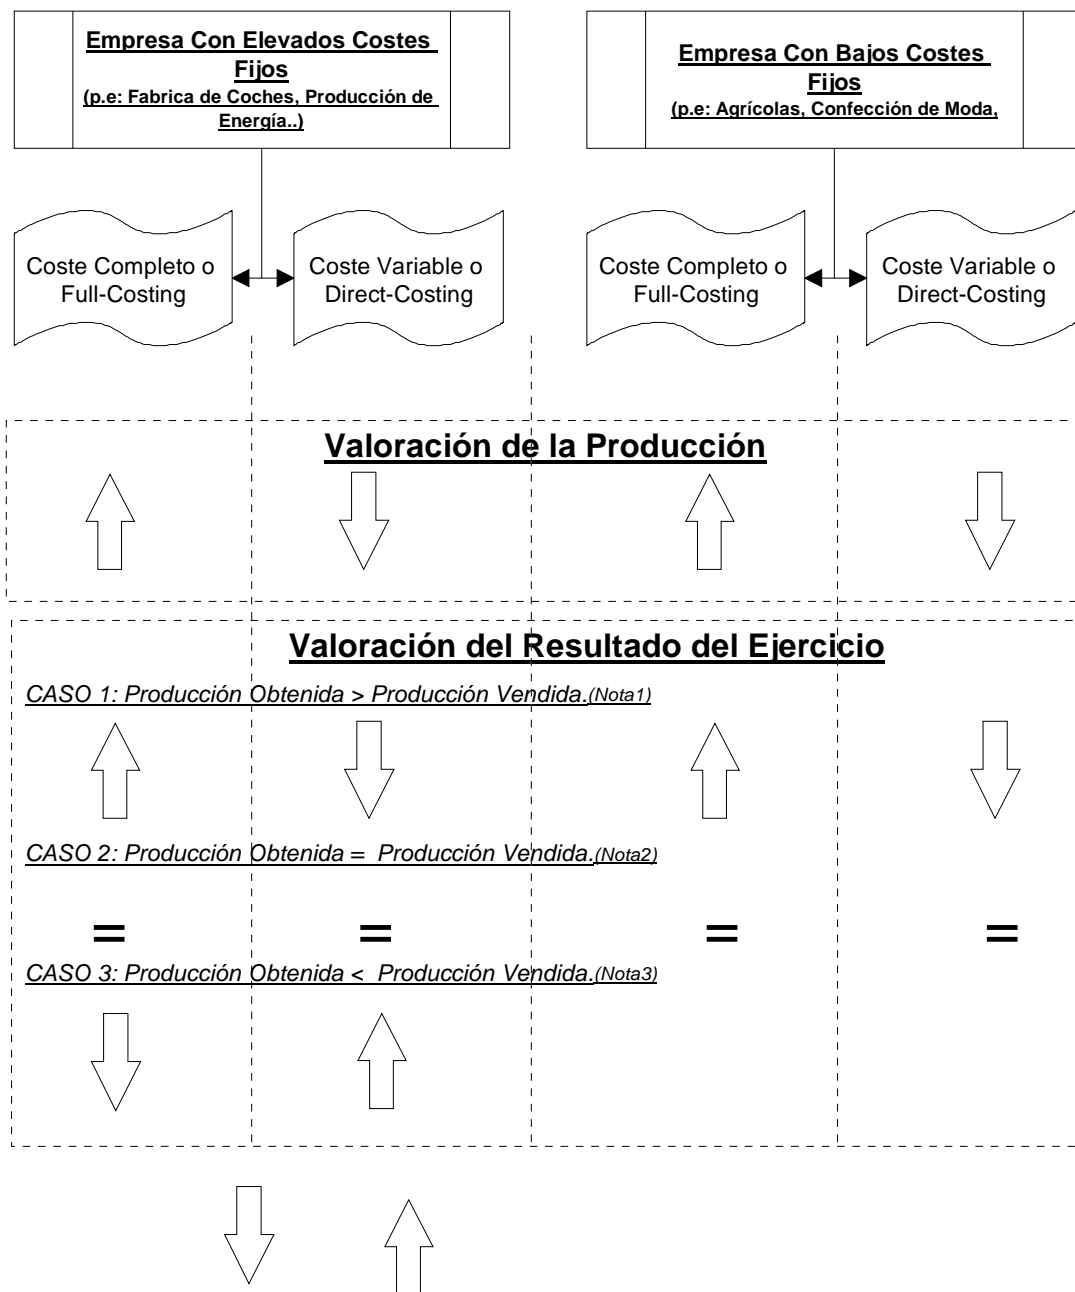 Empresa Con Elevados Costes
Fijos
(p.e: Fabrica de Coches, Producción de
Energía..)
Empresa Con Bajos Costes
Fijos
(p.e: Agrícolas, Confección de Moda,
Coste Completo o
Full-Costing
Coste Variable o
Direct-Costing
Coste Completo o
Full-Costing
Coste Variable o
Direct-Costing
Valoración de la Producción
Valoración del Resultado del Ejercicio
CASO 1: Producción Obtenida > Producción Vendida.(Nota1)
CASO 2: Producción Obtenida = Producción Vendida.(Nota2)
= = = =
CASO 3: Producción Obtenida < Producción Vendida.(Nota3)